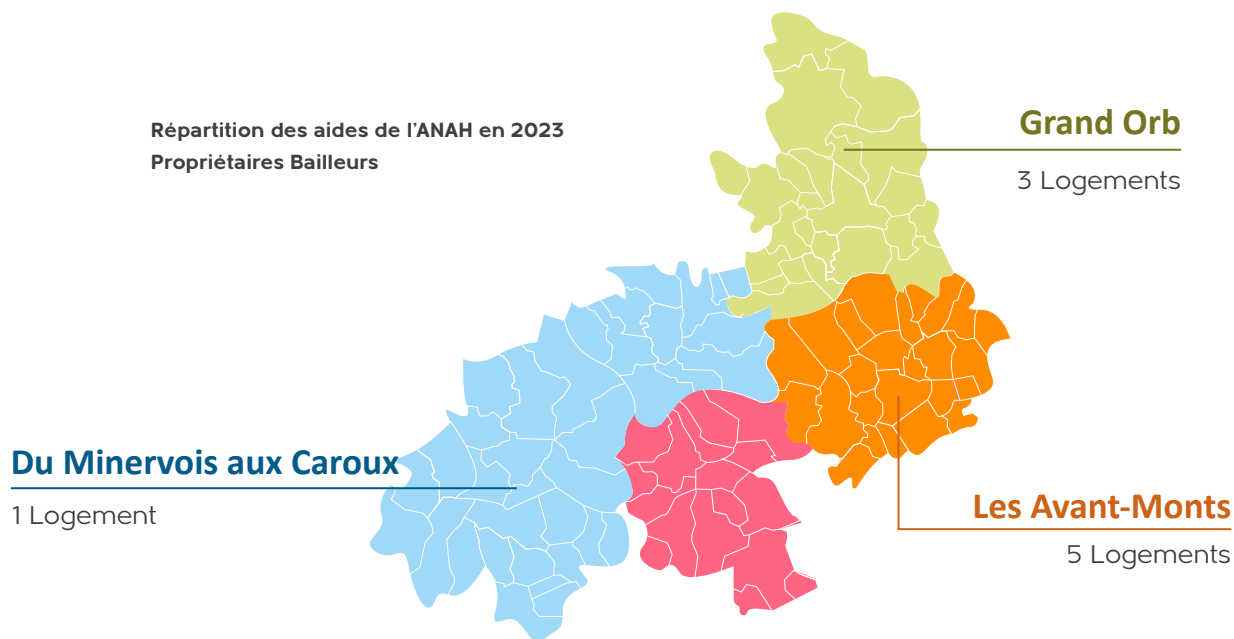 Répartition des aides de l'ANAH en 2023
Propriétaires Bailleurs
Grand Orb
3 Logements
Du Minervois aux Caroux
1 Logement
Les Avant-Monts
5 Logements